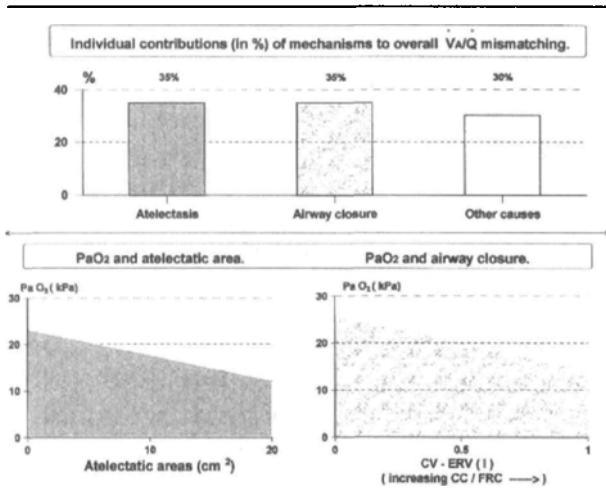 Individual contributions (in %) of mechanisms to overall V̇A/Q̇ mismatching.
% 35% 35% 30%
40
20
0
Atelectasis Airway closure Other causes
PaO2 and atelectatic area. PaO2 and airway closure.
Pa O2 ( kPa) Pa O2 ( kPa)
30 30
20 20
10 10
0 0
0 10 20 0 0.5 1
Atelectatic areas (cm 2) CV - ERV ( l )
( increasing CC / FRC ----> )